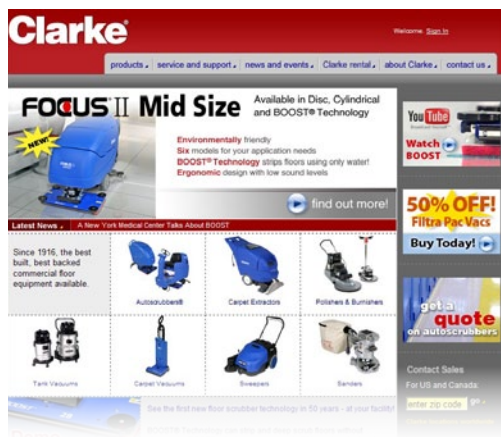 Clarke®
Welcome. Sign In
products service and support news and events Clarke rental about Clarke contact us
FOCUS II Mid Size
Available in Disc, Cylindrical
and BOOST® Technology
NEW!
Environmentally friendly
Six models for your application needs
BOOST® Technology strips floors using only water!
Ergonomic design with low sound levels
find out more!
You Tube
Watch
BOOST
Latest News
A New York Medical Center Talks About BOOST
50% OFF!
Filtra Pac Vacs
Buy Today!
Since 1916, the best
built, best backed
commercial floor
equipment available.
Autoscrubbers®
Carpet Extractors
Polishers & Burnishers
get a
quote
on autoscrubbers
Tank Vacuums
Carpet Vacuums
Sweepers
Sanders
Contact Sales
For US and Canada:
enter zip code go
See the first new floor scrubber technology in 50 years - at your facility!